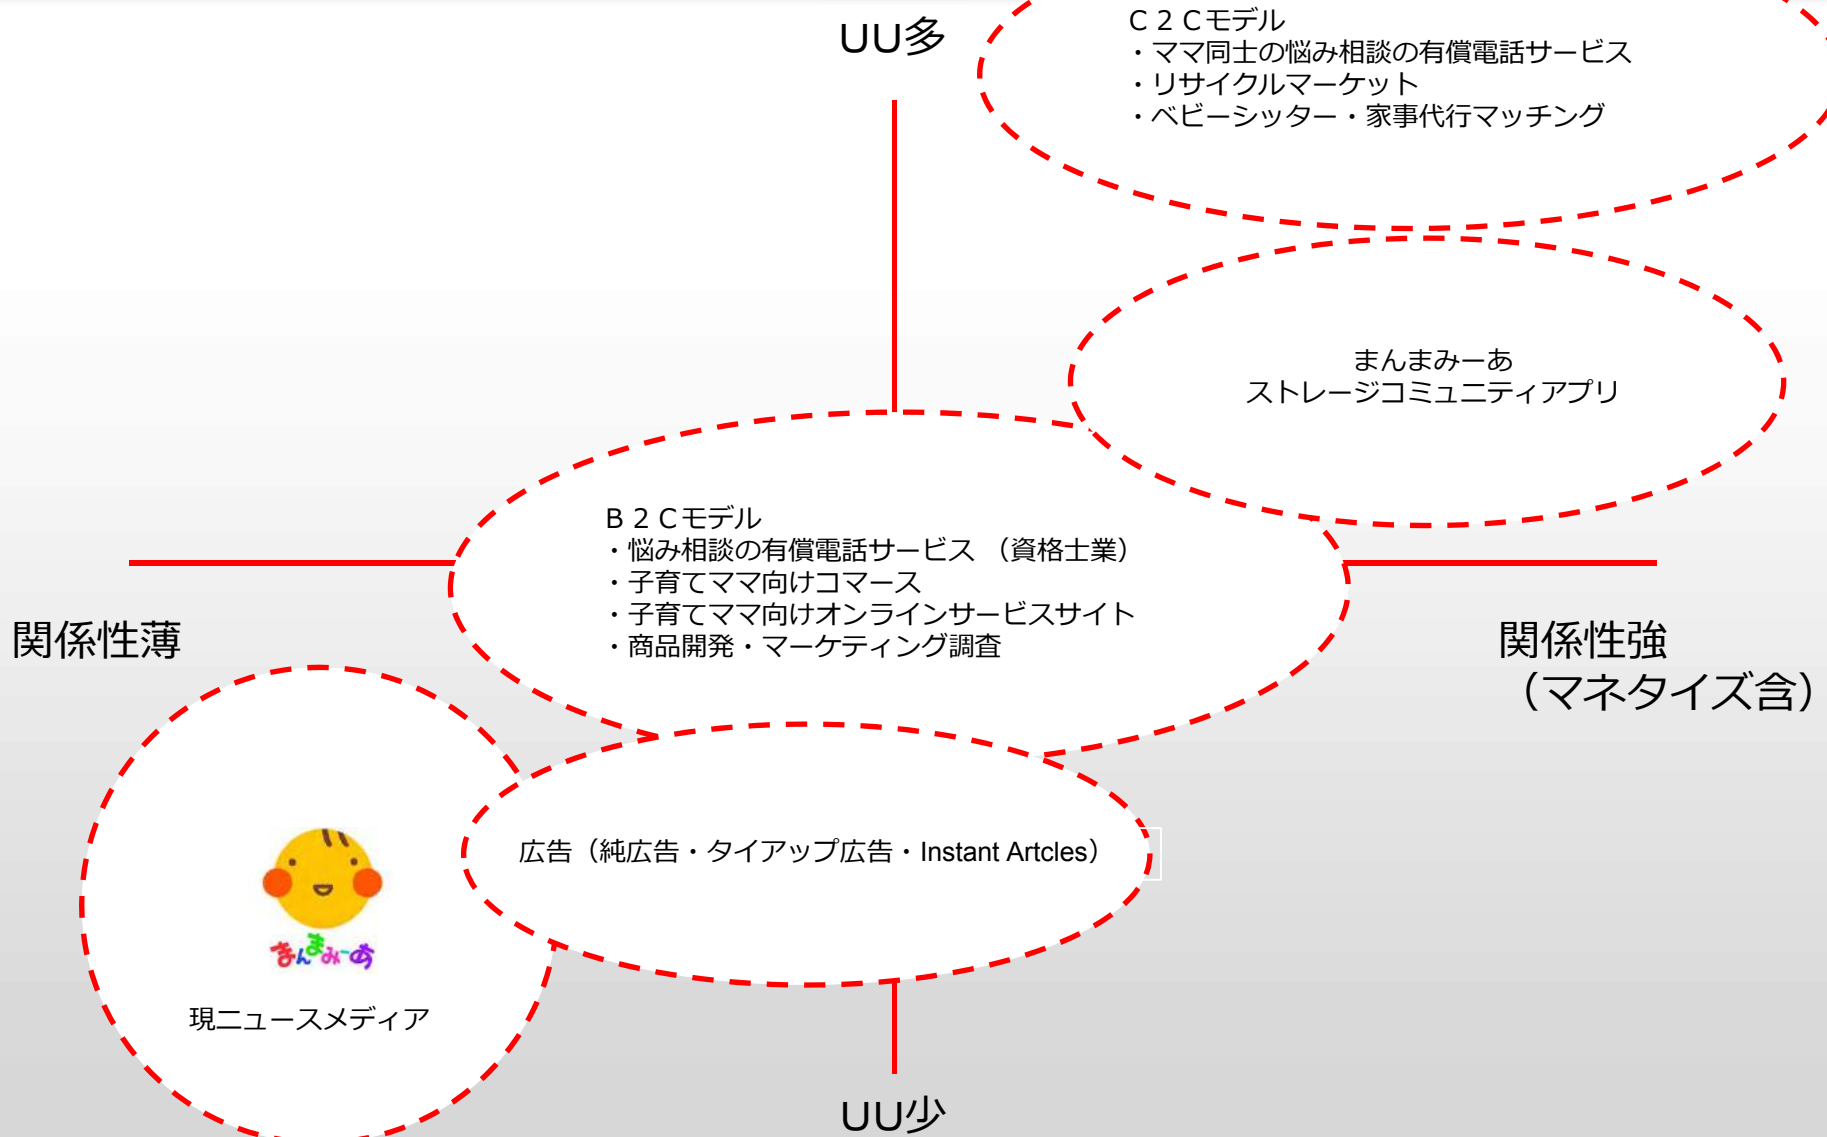 UU多
C2Cモデル
・ママ同士の悩み相談の有償電話サービス
・リサイクルマーケット
・ベビーシッター・家事代行マッチング
まんまみーあ
ストレージコミュニティアプリ
B2Cモデル
・悩み相談の有償電話サービス （資格士業）
・子育てママ向けコマース
・子育てママ向けオンラインサービスサイト
・商品開発・マーケティング調査
関係性薄
関係性強
（マネタイズ含）
広告（純広告・タイアップ広告・Instant Artcles）
まんまみーあ
現ニュースメディア
UU少